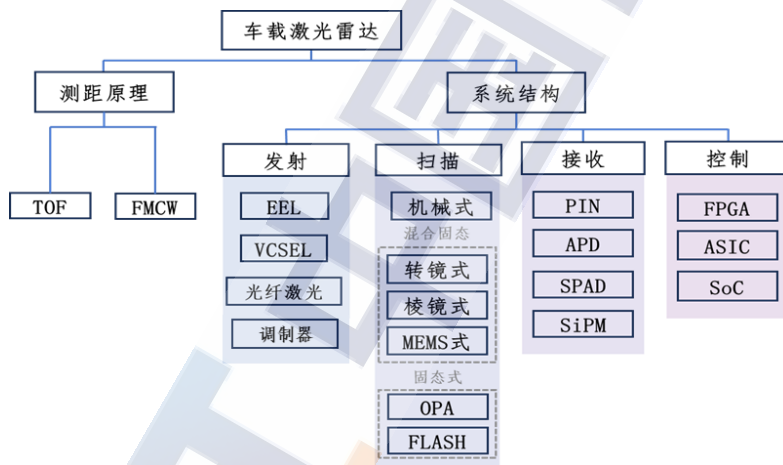 车载激光雷达
测距原理
系统结构
TOF
FMCW
发射
扫描
接收
控制
EEL
VCSEL
光纤激光
调制器
机械式
混合固态
转镜式
棱镜式
MEMS式
固态式
OPA
FLASH
PIN
APD
SPAD
SiPM
FPGA
ASIC
SoC